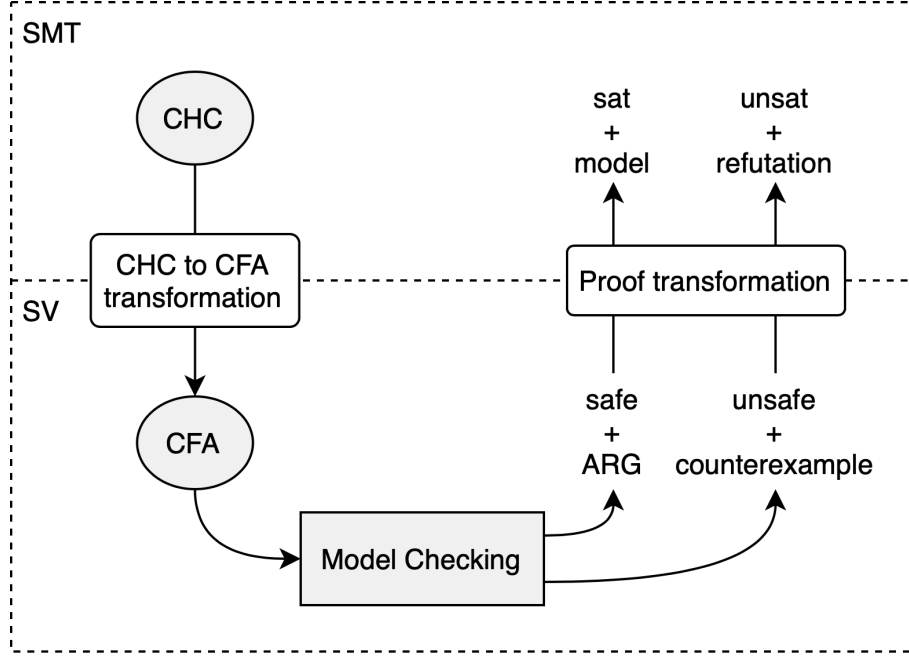 SMT
CHC
sat
+
model
unsat
+
refutation
CHC to CFA
transformation
Proof transformation
SV
CFA
safe
+
ARG
unsafe
+
counterexample
Model Checking